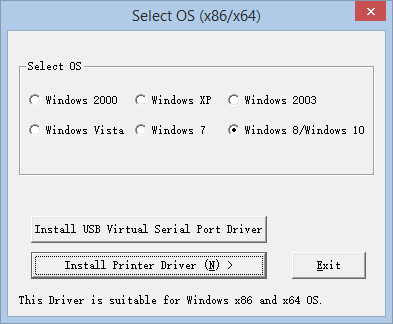 Select OS (x86/x64)
Select OS
Windows 2000 Windows XP Windows 2003
Windows Vista Windows 7 Windows 8/Windows 10
Install USB Virtual Serial Port Driver
Install Printer Driver (N) >
Exit
This Driver is suitable for Windows x86 and x64 OS.